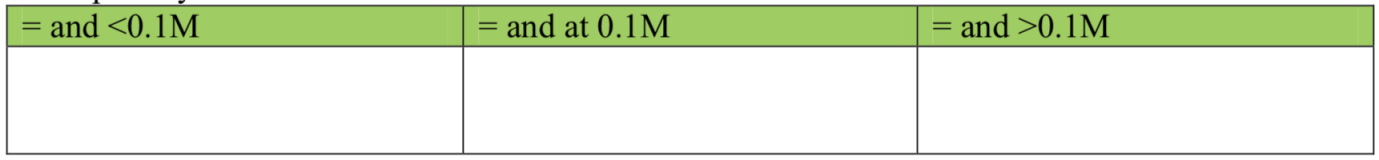 = and <0.1M
= and at 0.1M
= and >0.1M